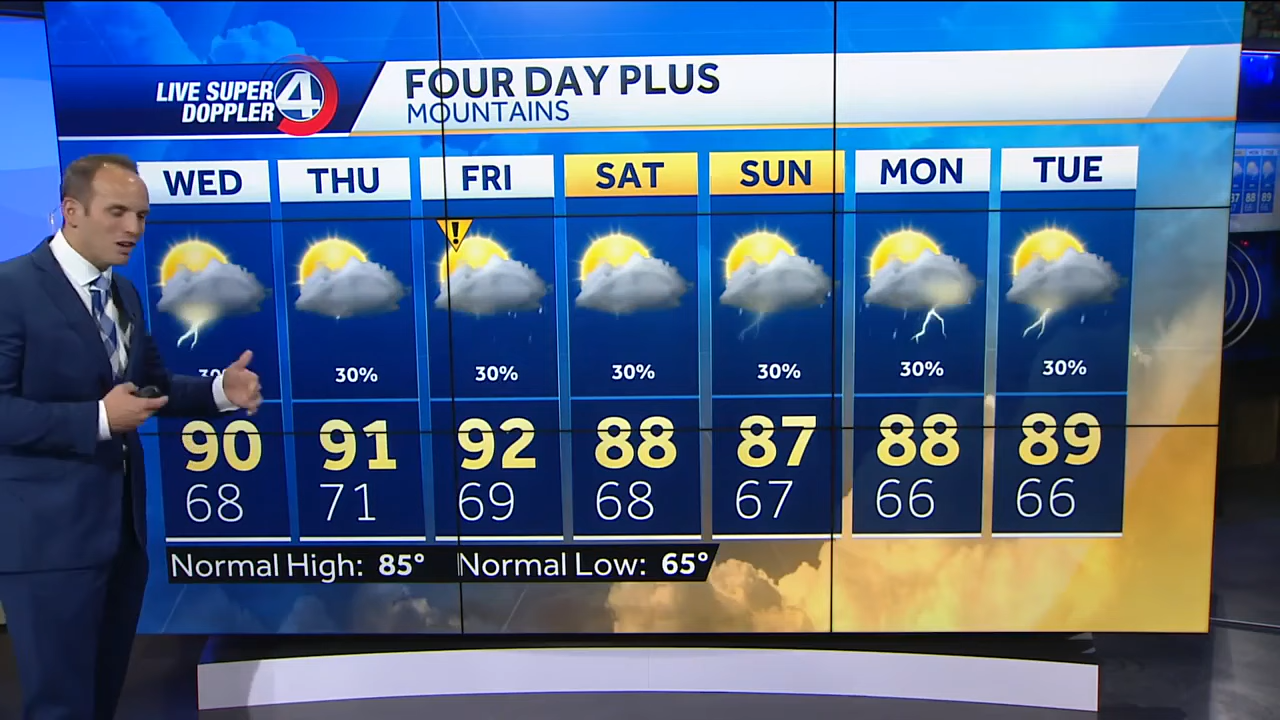 LIVE SUPER
DOPPLER 4
FOUR DAY PLUS
MOUNTAINS
WED THU FRI SAT SUN MON TUE
!
30% 30% 30% 30% 30% 30%
90 91 92 88 87 88 89
68 71 69 68 67 66 66
Normal High: 85° Normal Low: 65°